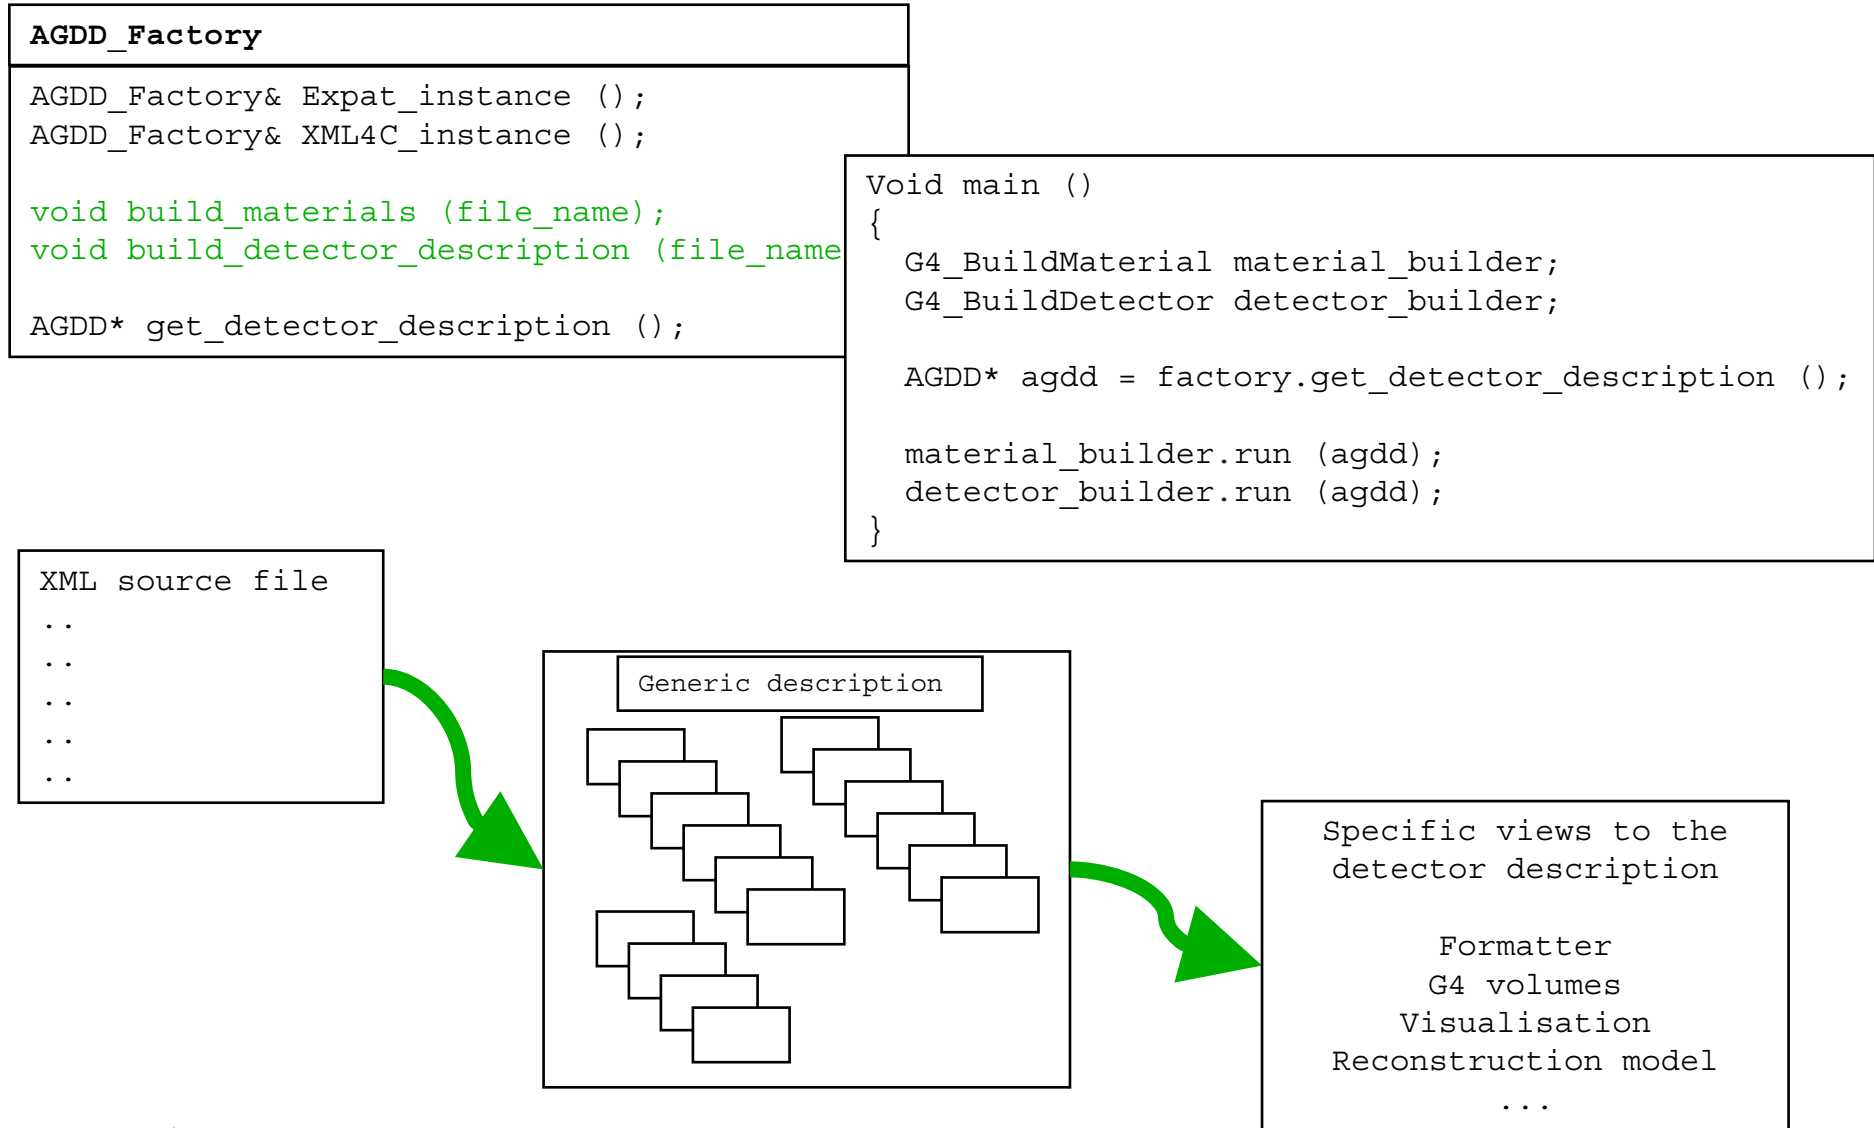 AGDD_Factory
AGDD_Factory& Expat_instance ();
AGDD_Factory& XML4C_instance ();
void build_materials (file_name);
void build_detector_description (file_name
AGDD* get_detector_description ();
Void main ()
{
G4_BuildMaterial material_builder;
G4_BuildDetector detector_builder;
AGDD* agdd = factory.get_detector_description ();
material_builder.run (agdd);
detector_builder.run (agdd);
}
XML source file
..
..
..
..
..
Generic description
Specific views to the
detector description
Formatter
G4 volumes
Visualisation
Reconstruction model
...